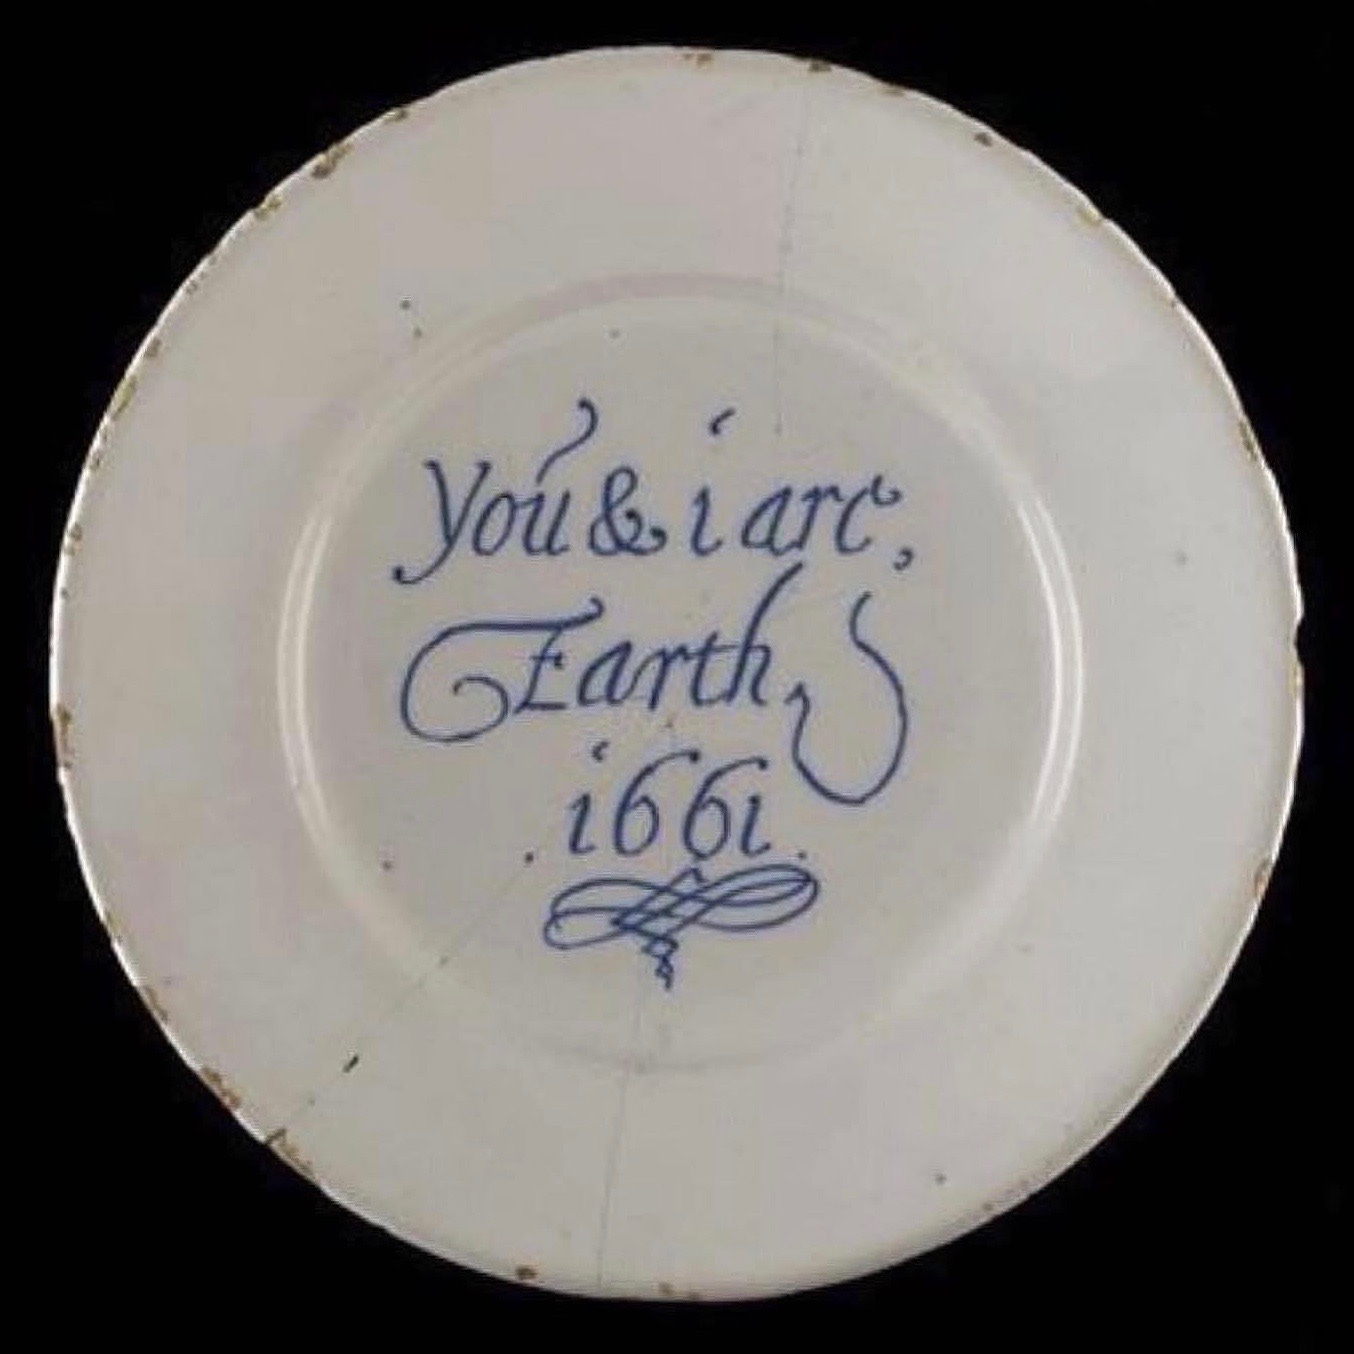 You & i are,
Earth,
1661.